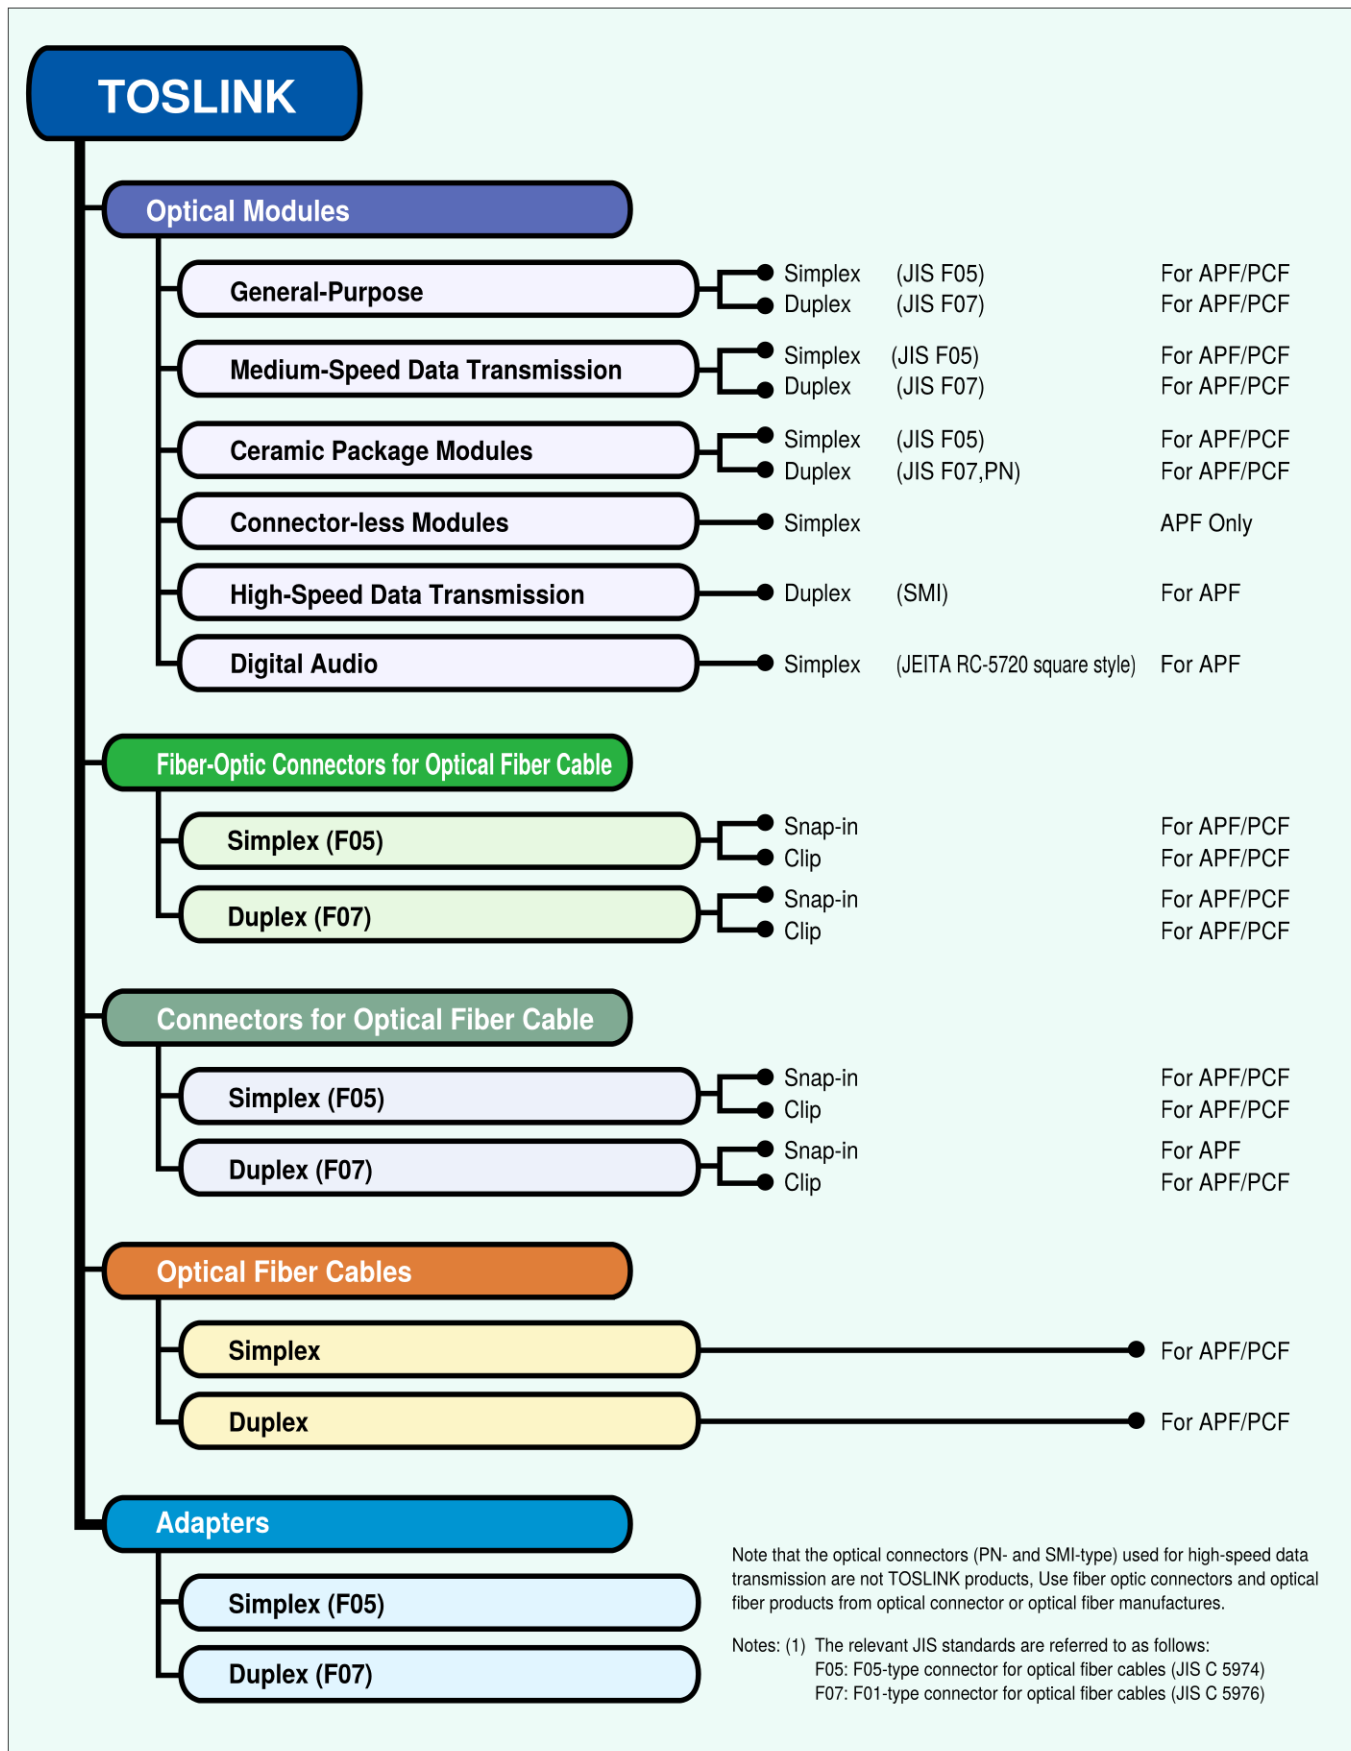 TOSLINK
Optical Modules
General-Purpose
Simplex (JIS F05) For APF/PCF
Duplex (JIS F07) For APF/PCF
Medium-Speed Data Transmission
Simplex (JIS F05) For APF/PCF
Duplex (JIS F07) For APF/PCF
Ceramic Package Modules
Simplex (JIS F05) For APF/PCF
Duplex (JIS F07,PN) For APF/PCF
Connector-less Modules Simplex APF Only
High-Speed Data Transmission Duplex (SMI) For APF
Digital Audio Simplex (JEITA RC-5720 square style) For APF
Fiber-Optic Connectors for Optical Fiber Cable
Simplex (F05)
Snap-in For APF/PCF
Clip For APF/PCF
Duplex (F07)
Snap-in For APF/PCF
Clip For APF/PCF
Connectors for Optical Fiber Cable
Simplex (F05)
Snap-in For APF/PCF
Clip For APF/PCF
Duplex (F07)
Snap-in For APF
Clip For APF/PCF
Optical Fiber Cables
Simplex For APF/PCF
Duplex For APF/PCF
Adapters
Simplex (F05)
Duplex (F07)
Note that the optical connectors (PN- and SMI-type) used for high-speed data
transmission are not TOSLINK products, Use fiber optic connectors and optical
fiber products from optical connector or optical fiber manufactures.
Notes: (1) The relevant JIS standards are referred to as follows:
F05: F05-type connector for optical fiber cables (JIS C 5974)
F07: F01-type connector for optical fiber cables (JIS C 5976)